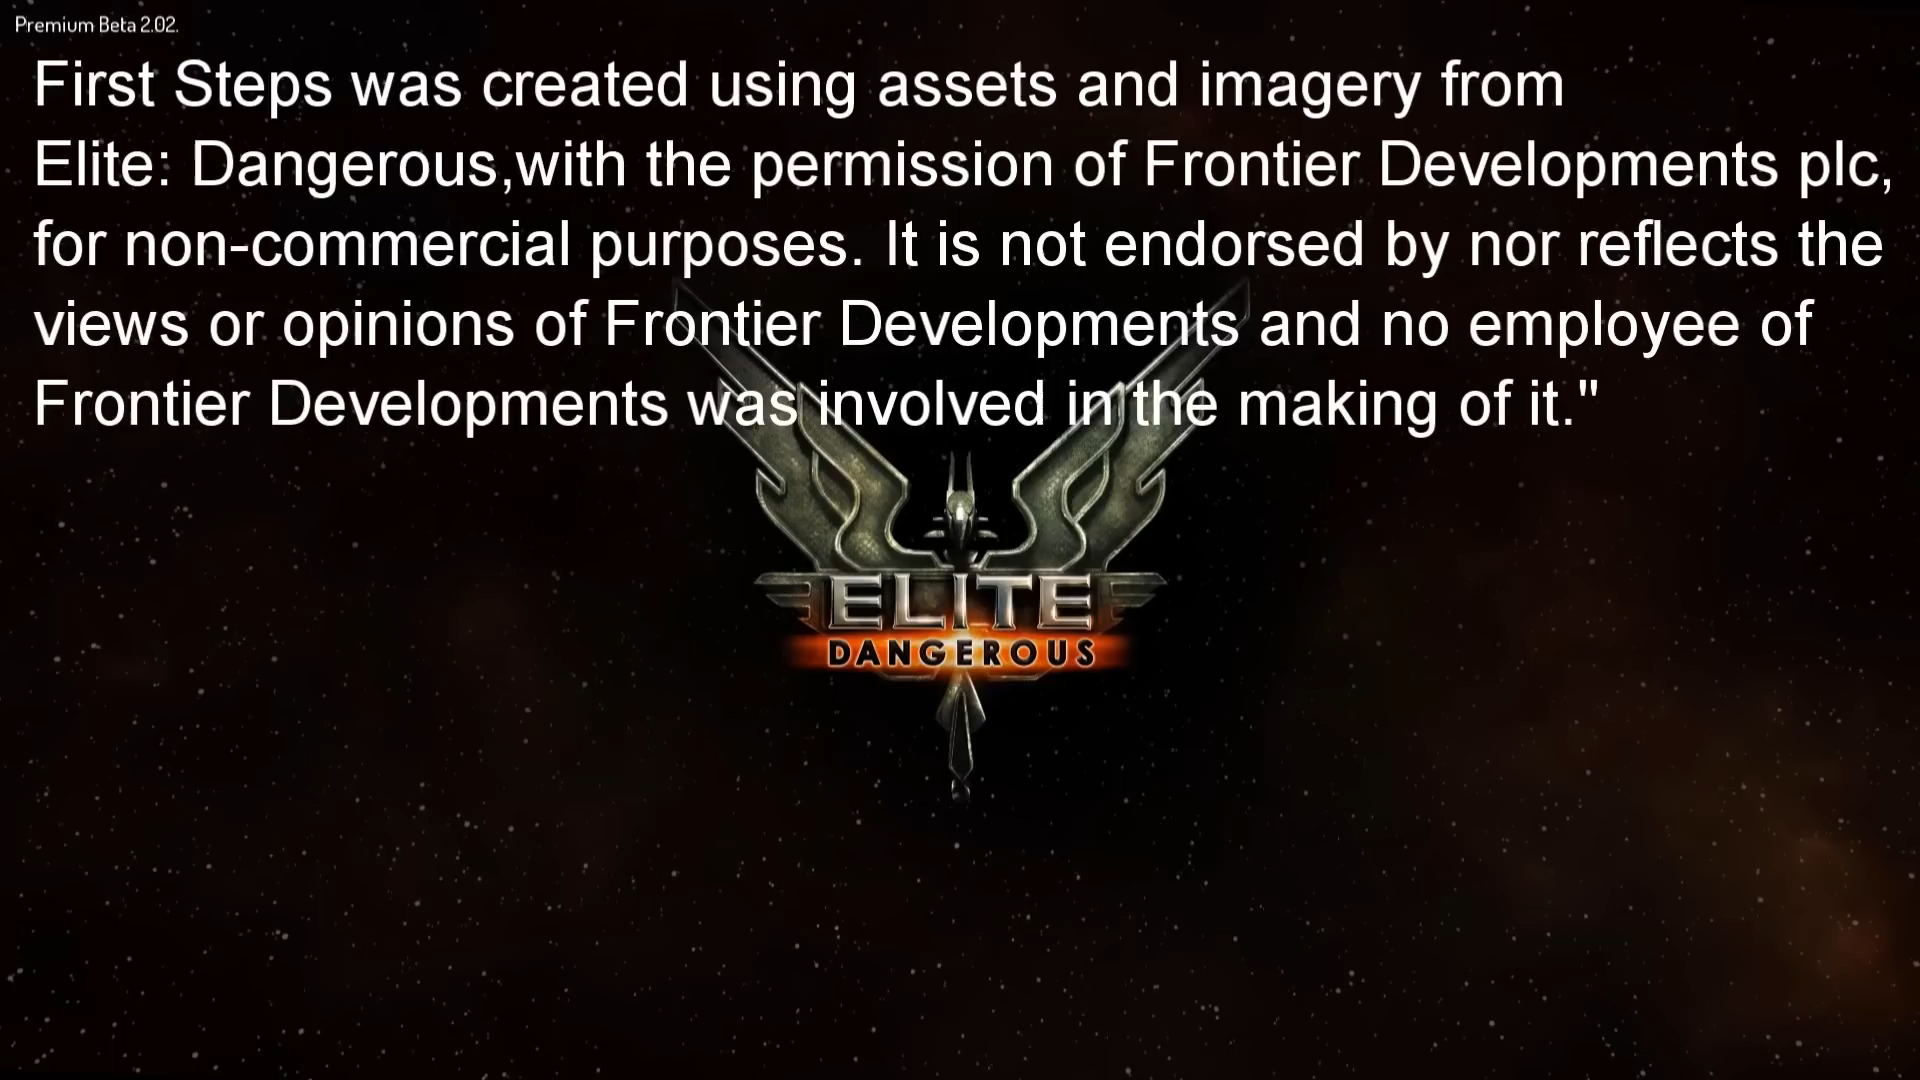 Premium Beta 2.02.
First Steps was created using assets and imagery from
Elite: Dangerous,with the permission of Frontier Developments plc,
for non-commercial purposes. It is not endorsed by nor reflects the
views or opinions of Frontier Developments and no employee of
Frontier Developments was involved in the making of it."
ELITE
DANGEROUS